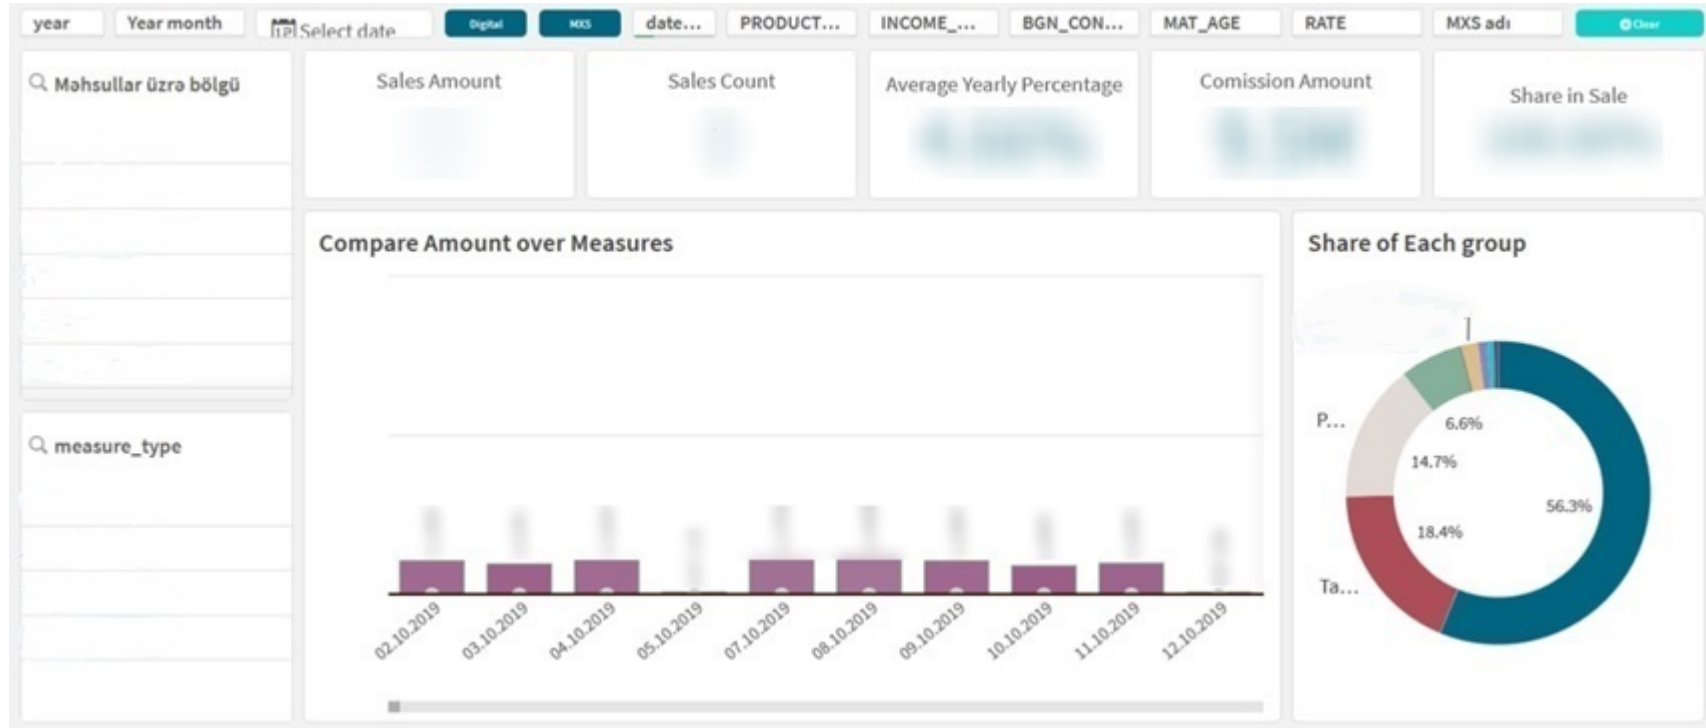 year
Year month
Select date
Digital
MXS
date...
PRODUCT...
INCOME_...
BGN_CON...
MAT_AGE
RATE
MXS adı
Clear
Məhsullar üzrə bölgü
Sales Amount
Sales Count
Average Yearly Percentage
Comission Amount
Share in Sale
measure_type
Compare Amount over Measures
02.10.2019
03.10.2019
04.10.2019
05.10.2019
07.10.2019
08.10.2019
09.10.2019
10.10.2019
11.10.2019
12.10.2019
Share of Each group
P...
6.6%
14.7%
56.3%
18.4%
Ta...